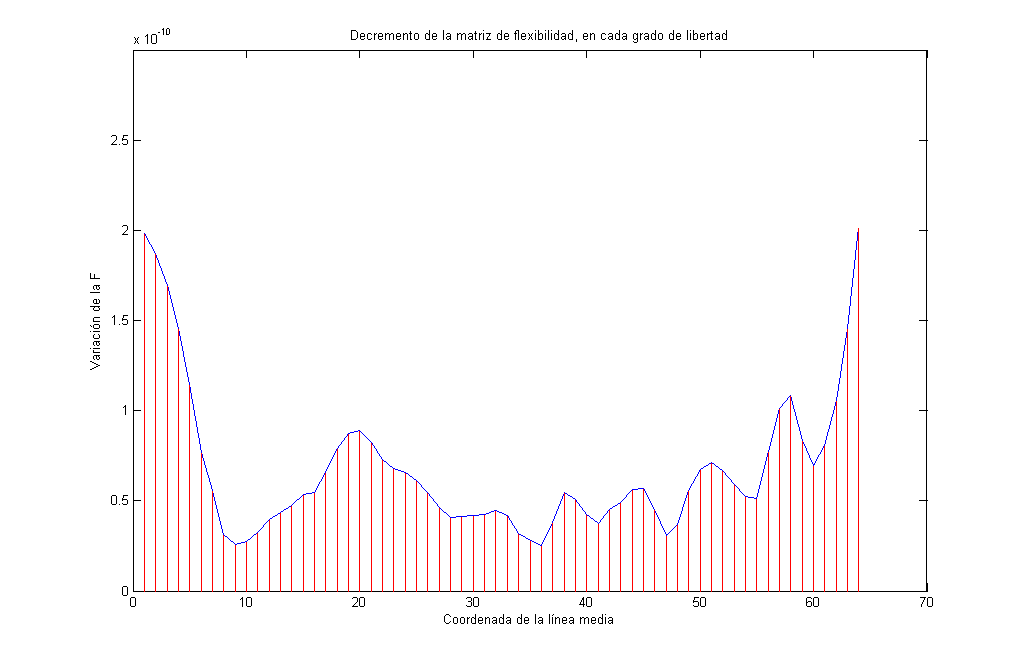 Decremento de la matriz de flexibilidad, en cada grado de libertad
x 10^-10
2.5
2
1.5
1
0.5
0
Variación de la F
0 10 20 30 40 50 60 70
Coordenada de la línea media